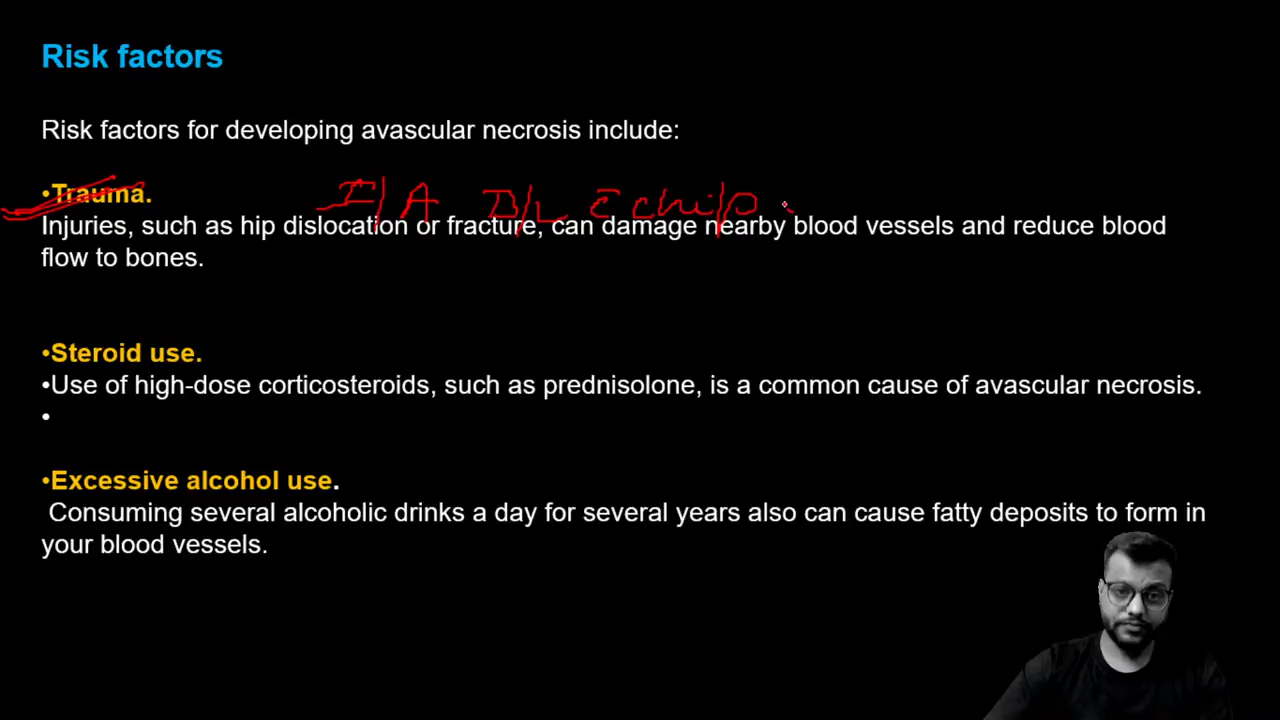 Risk factors
Risk factors for developing avascular necrosis include:
•Trauma.
I/A D/L c̄ chip
Injuries, such as hip dislocation or fracture, can damage nearby blood vessels and reduce blood
flow to bones.
•Steroid use.
•Use of high-dose corticosteroids, such as prednisolone, is a common cause of avascular necrosis.
•
•Excessive alcohol use.
Consuming several alcoholic drinks a day for several years also can cause fatty deposits to form in
your blood vessels.